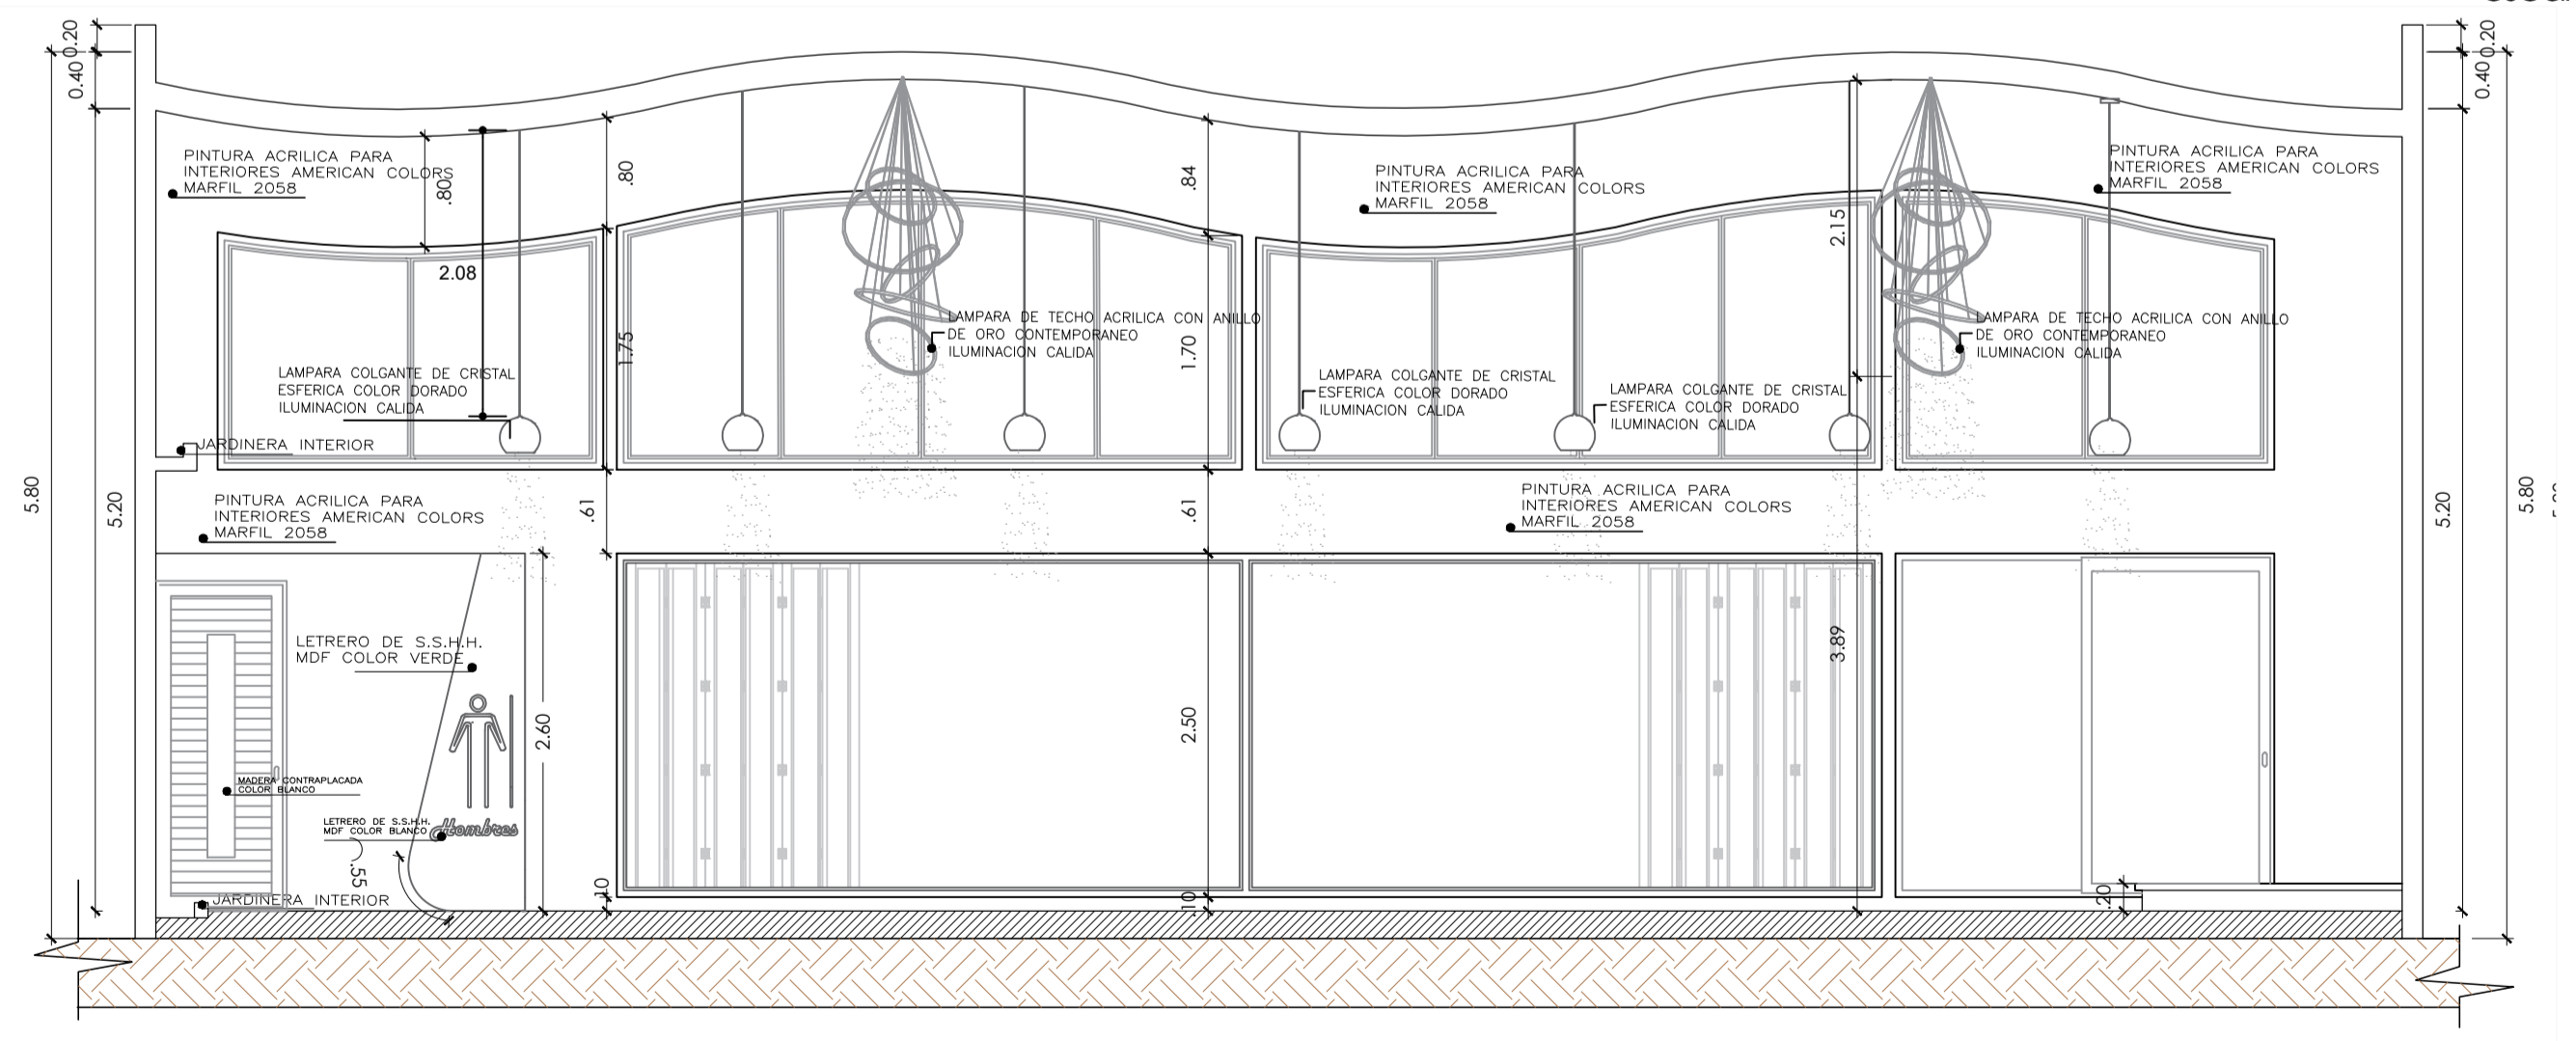 0.20
0.40
5.80
5.20
PINTURA ACRILICA PARA
INTERIORES AMERICAN COLORS
MARFIL 2058
.80
2.08
.80
1.75
LAMPARA COLGANTE DE CRISTAL
ESFERICA COLOR DORADO
ILUMINACION CALIDA
JARDINERA INTERIOR
PINTURA ACRILICA PARA
INTERIORES AMERICAN COLORS
MARFIL 2058
.61
LETRERO DE S.S.H.H.
MDF COLOR VERDE
MADERA CONTRAPLACADA
COLOR BLANCO
LETRERO DE S.S.H.H.
MDF COLOR BLANCO
Hombres
.55
JARDINERA INTERIOR
2.60
.10
LAMPARA DE TECHO ACRILICA CON ANILLO
DE ORO CONTEMPORANEO
ILUMINACION CALIDA
.84
1.70
.61
2.50
.10
PINTURA ACRILICA PARA
INTERIORES AMERICAN COLORS
MARFIL 2058
LAMPARA COLGANTE DE CRISTAL
ESFERICA COLOR DORADO
ILUMINACION CALIDA
LAMPARA COLGANTE DE CRISTAL
ESFERICA COLOR DORADO
ILUMINACION CALIDA
PINTURA ACRILICA PARA
INTERIORES AMERICAN COLORS
MARFIL 2058
2.15
3.89
PINTURA ACRILICA PARA
INTERIORES AMERICAN COLORS
MARFIL 2058
LAMPARA DE TECHO ACRILICA CON ANILLO
DE ORO CONTEMPORANEO
ILUMINACION CALIDA
.20
0.20
0.40
5.20
5.80